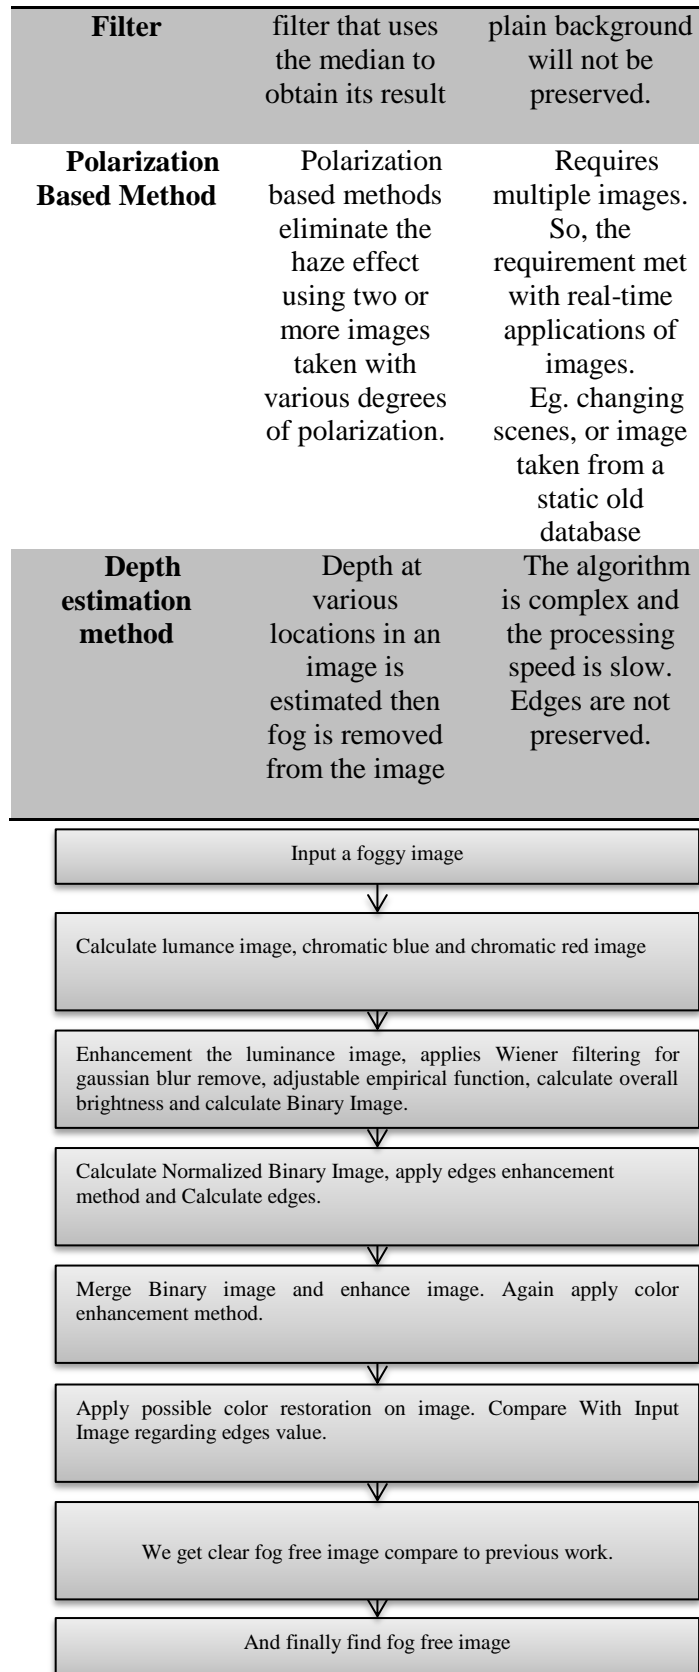 Filter
filter that uses
the median to
obtain its result
plain background
will not be
preserved.
Polarization
Based Method
Polarization
based methods
eliminate the
haze effect
using two or
more images
taken with
various degrees
of polarization.
Requires
multiple images.
So, the
requirement met
with real-time
applications of
images.
Eg. changing
scenes, or image
taken from a
static old
database
Depth
estimation
method
Depth at
various
locations in an
image is
estimated then
fog is removed
from the image
The algorithm
is complex and
the processing
speed is slow.
Edges are not
preserved.
Input a foggy image
Calculate lumance image, chromatic blue and chromatic red image
Enhancement the luminance image, applies Wiener filtering for
gaussian blur remove, adjustable empirical function, calculate overall
brightness and calculate Binary Image.
Calculate Normalized Binary Image, apply edges enhancement
method and Calculate edges.
Merge Binary image and enhance image. Again apply color
enhancement method.
Apply possible color restoration on image. Compare With Input
Image regarding edges value.
We get clear fog free image compare to previous work.
And finally find fog free image